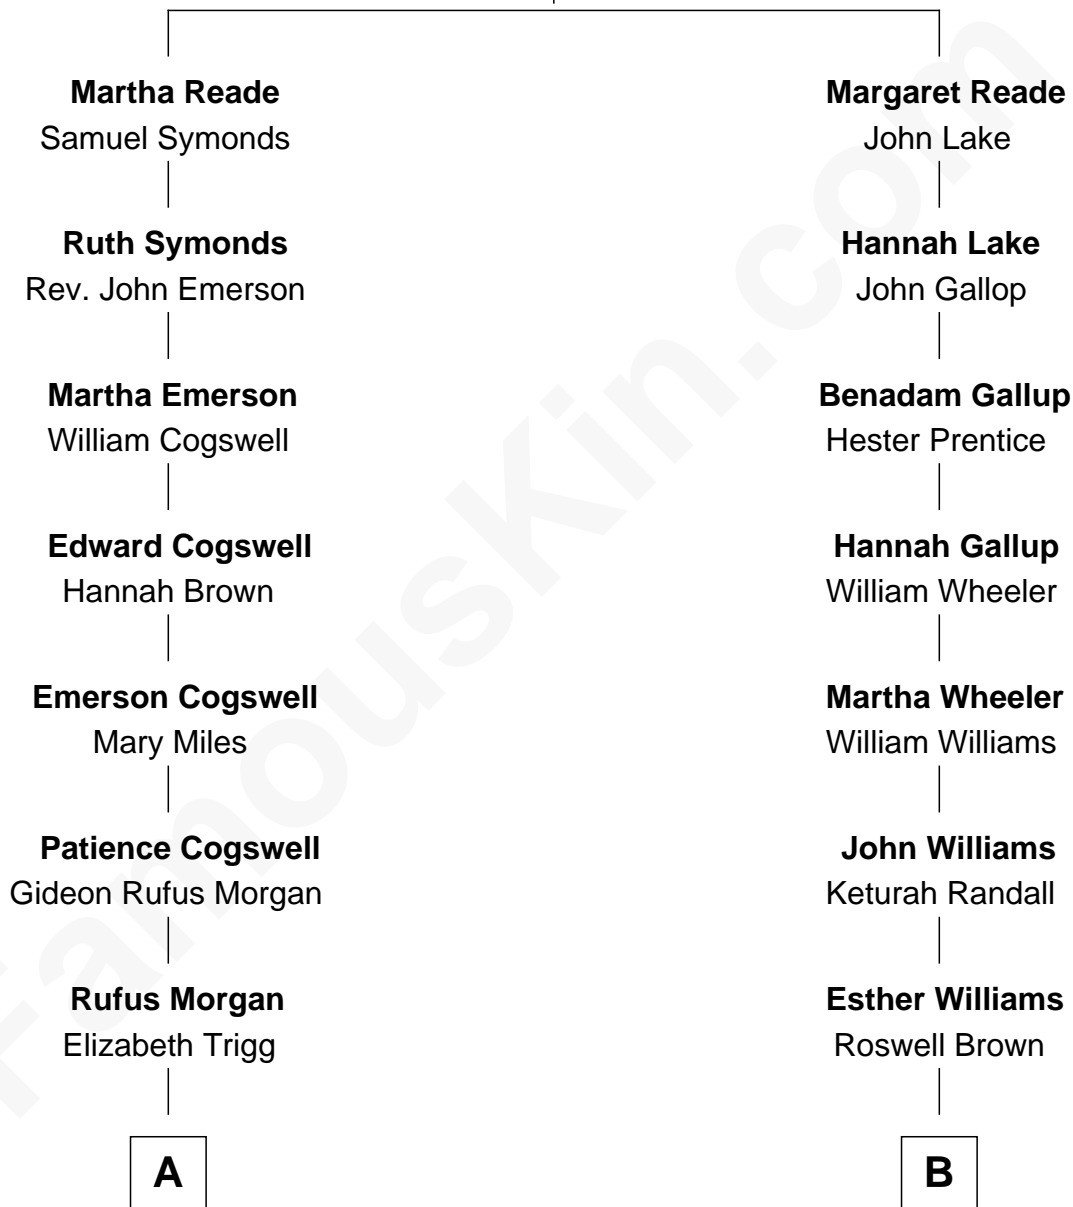 Martha Reade
Samuel Symonds
Ruth Symonds
Rev. John Emerson
Martha Emerson
William Cogswell
Edward Cogswell
Hannah Brown
Emerson Cogswell
Mary Miles
Patience Cogswell
Gideon Rufus Morgan
Rufus Morgan
Elizabeth Trigg
A
Margaret Reade
John Lake
Hannah Lake
John Gallop
Benadam Gallup
Hester Prentice
Hannah Gallup
William Wheeler
Martha Wheeler
William Williams
John Williams
Keturah Randall
Esther Williams
Roswell Brown
B
FamousKin.com